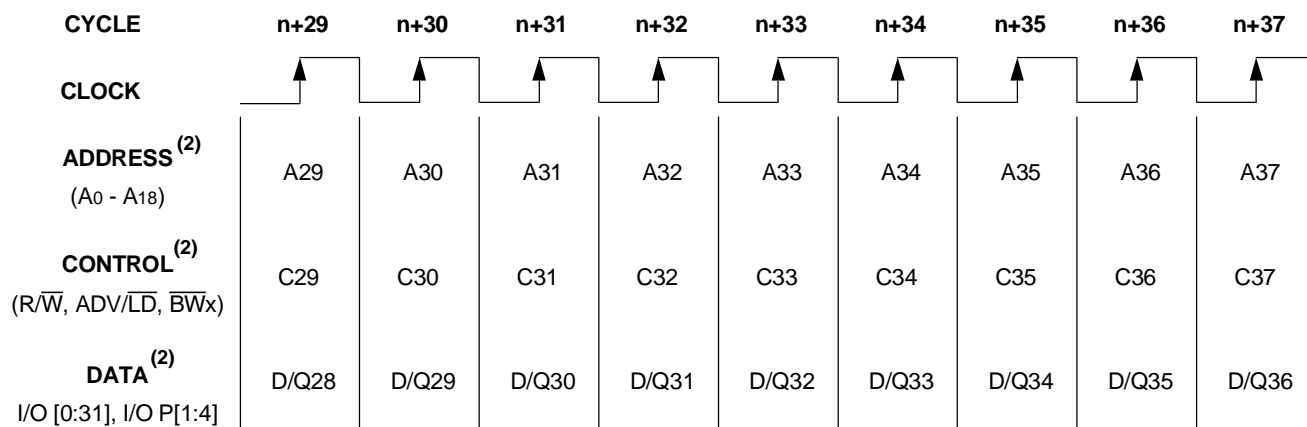 CYCLE n+29 n+30 n+31 n+32 n+33 n+34 n+35 n+36 n+37
CLOCK
ADDRESS(2) A29 A30 A31 A32 A33 A34 A35 A36 A37
(A0 - A18)
CONTROL(2) C29 C30 C31 C32 C33 C34 C35 C36 C37
(R/W̅, ADV/L̅D̅, B̅W̅x)
DATA(2) D/Q28 D/Q29 D/Q30 D/Q31 D/Q32 D/Q33 D/Q34 D/Q35 D/Q36
I/O [0:31], I/O P[1:4]